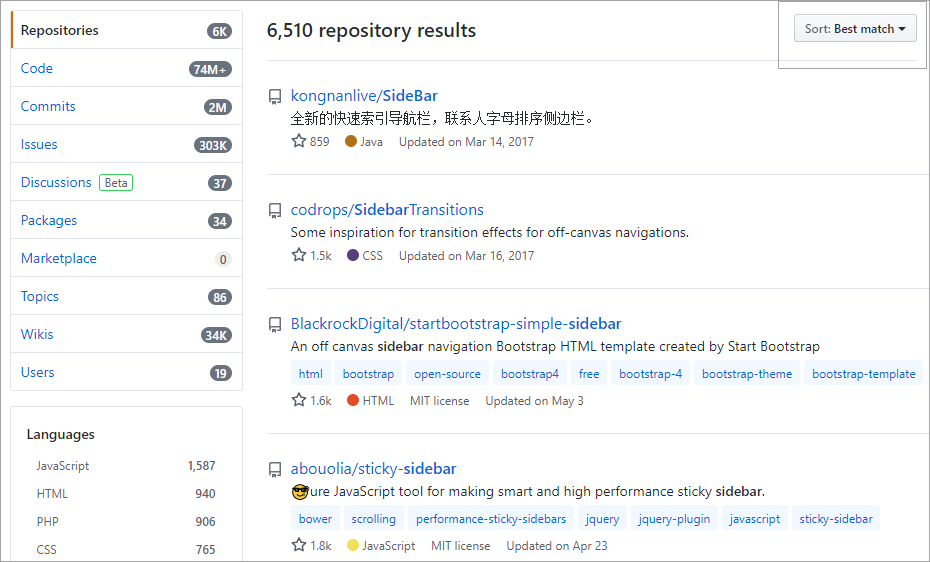 Repositories 6K
Code 74M+
Commits 2M
Issues 303K
Discussions Beta 37
Packages 34
Marketplace 0
Topics 86
Wikis 34K
Users 19
Languages
JavaScript 1,587
HTML 940
PHP 906
CSS 765
6,510 repository results
Sort: Best match
kongnanlive/SideBar
全新的快速索引导航栏，联系人字母排序侧边栏。
859 Java Updated on Mar 14, 2017
codrops/SidebarTransitions
Some inspiration for transition effects for off-canvas navigations.
1.5k CSS Updated on Mar 16, 2017
BlackrockDigital/startbootstrap-simple-sidebar
An off canvas sidebar navigation Bootstrap HTML template created by Start Bootstrap
html bootstrap open-source bootstrap4 free bootstrap-4 bootstrap-theme bootstrap-template
1.6k HTML MIT license Updated on May 3
abouolia/sticky-sidebar
😎ure JavaScript tool for making smart and high performance sticky sidebar.
bower scrolling performance-sticky-sidebars jquery jquery-plugin javascript sticky-sidebar
1.8k JavaScript MIT license Updated on Apr 23